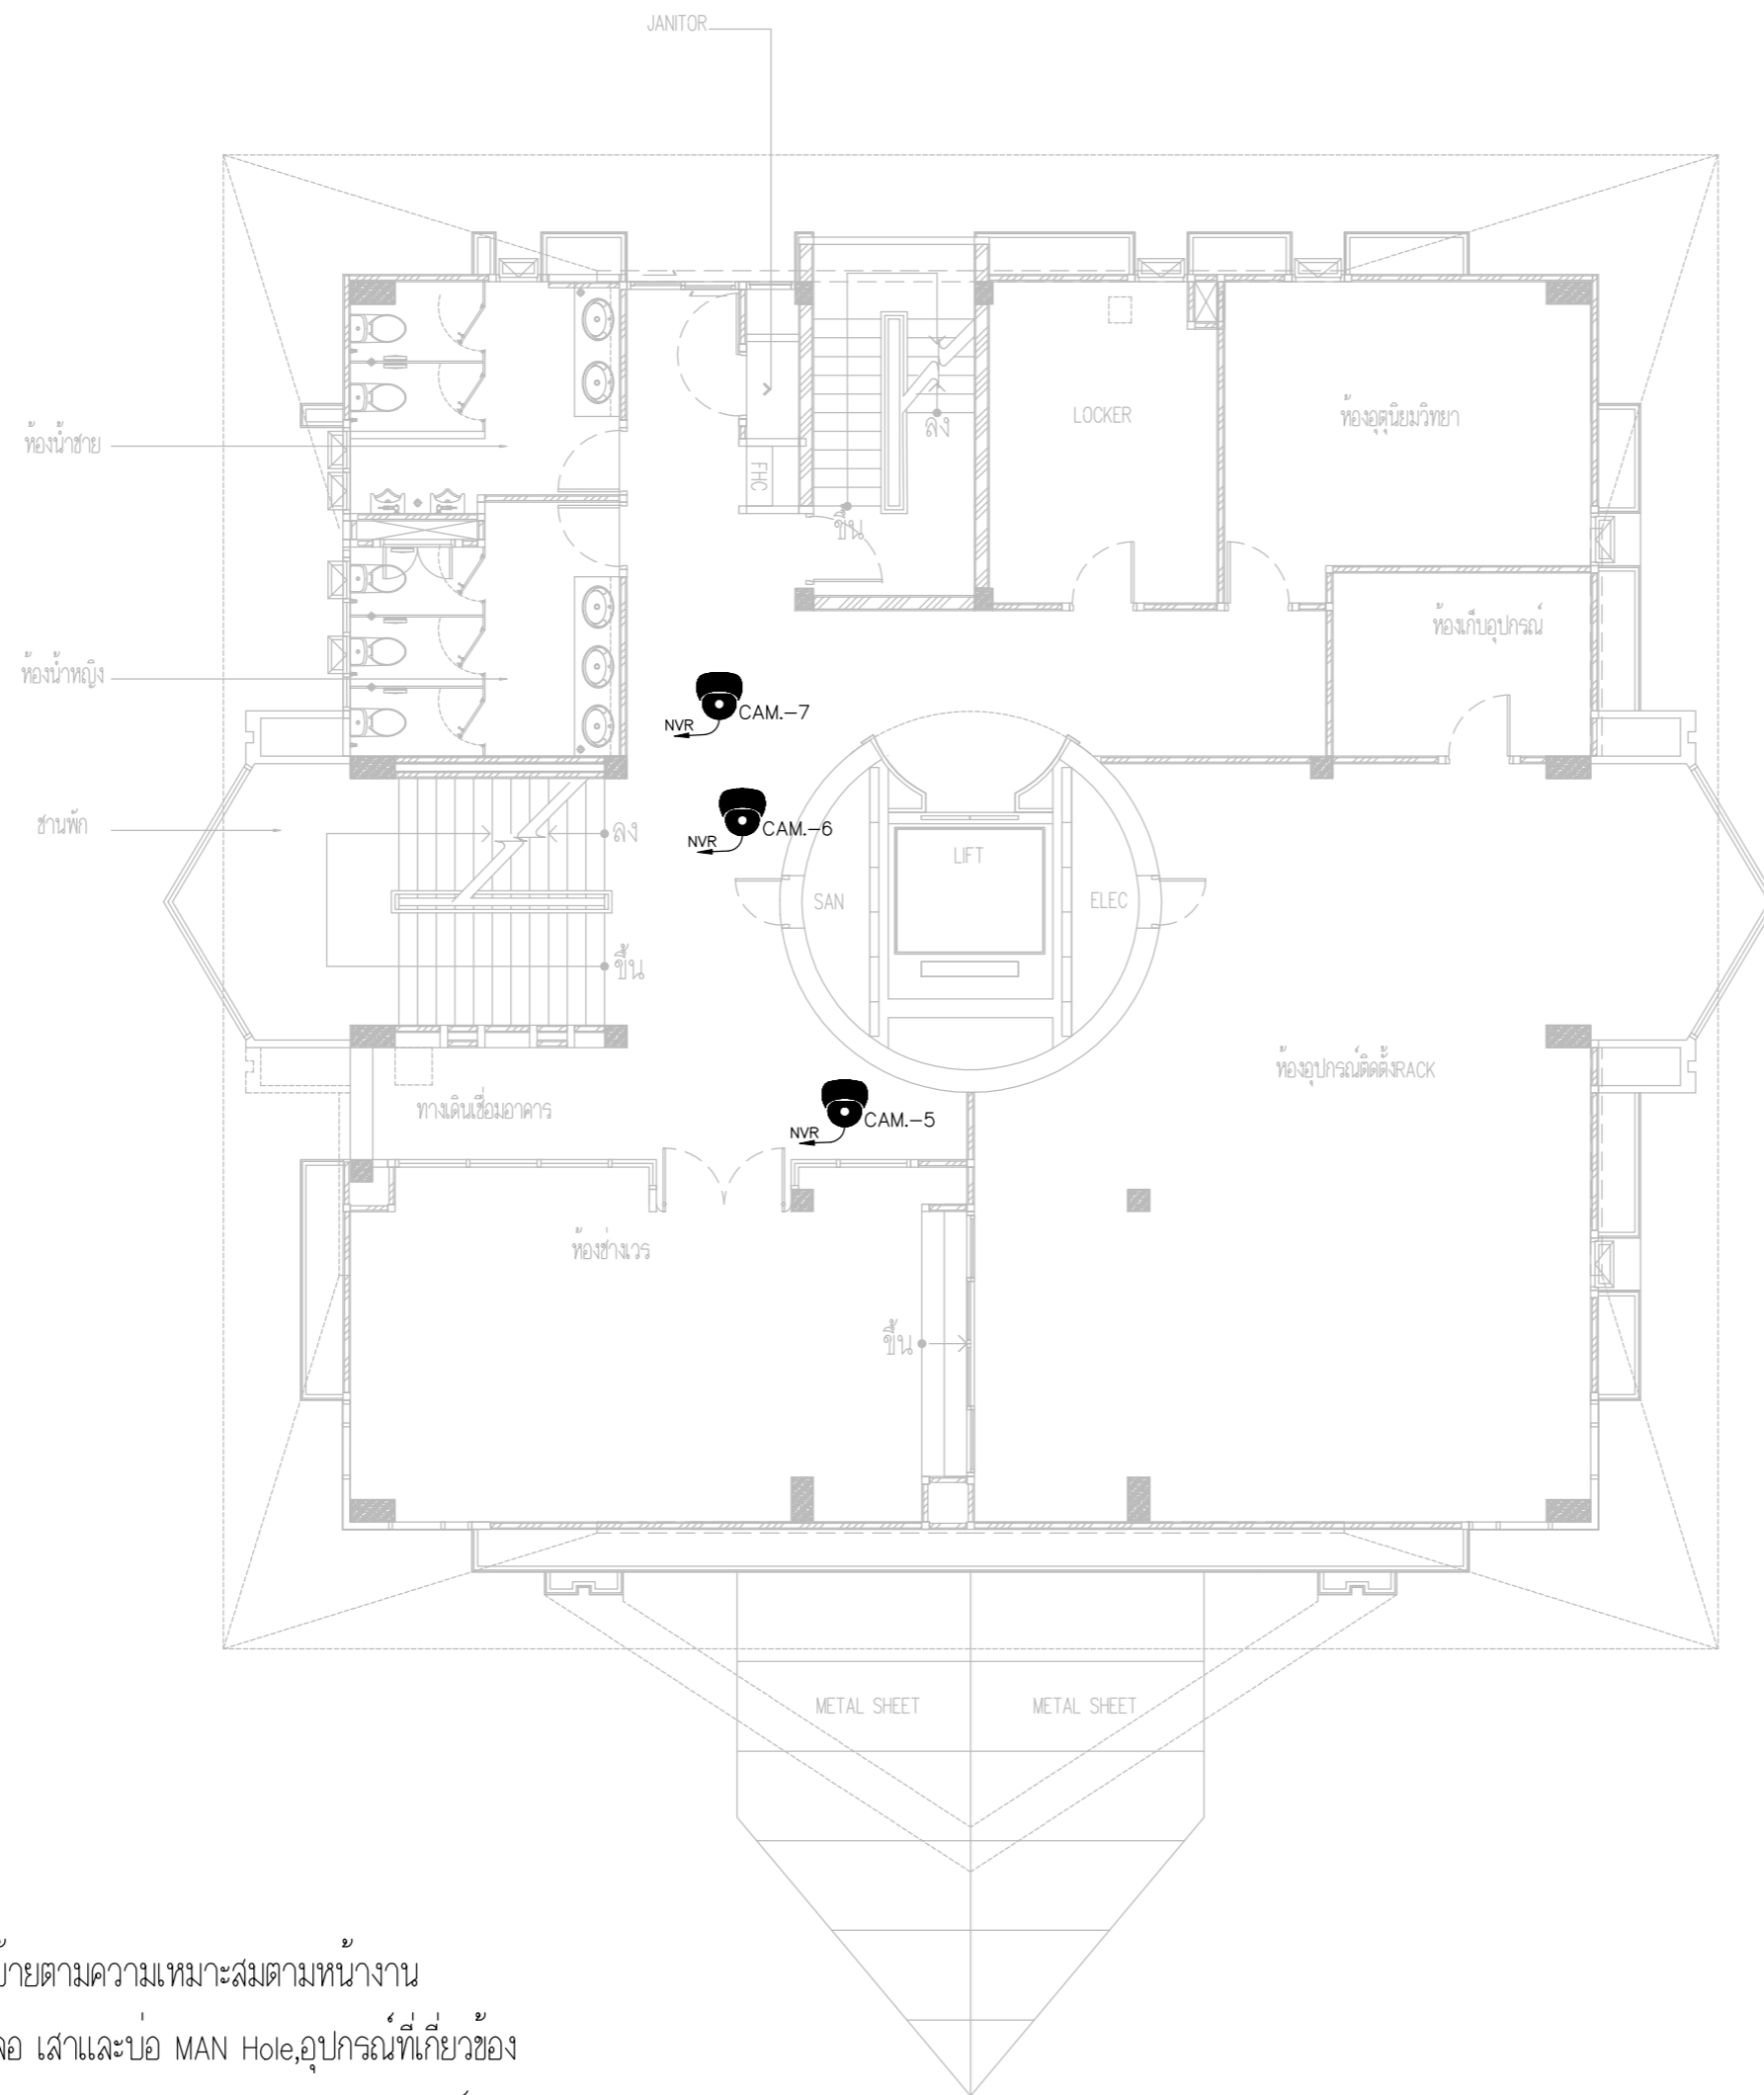 JANITOR
ห้องน้ำชาย
LOCKER
ห้องอุตุนิยมวิทยา
ลง
FHC
ขึ้น
ห้องเก็บอุปกรณ์
ห้องน้ำหญิง
CAM.-7
NVR
ชานพัก
ลง
CAM.-6
NVR
LIFT
SAN
ELEC
ขึ้น
ห้องอุปกรณ์ติดตั้งRACK
ทางเดินเชื่อมอาคาร
CAM.-5
NVR
ห้องช่างเวร
ขึ้น
METAL SHEET
METAL SHEET
ตามความเหมาะสมตามหน้างาน
เสาและบ่อ MAN Hole,อุปกรณ์ที่เกี่ยวข้อง